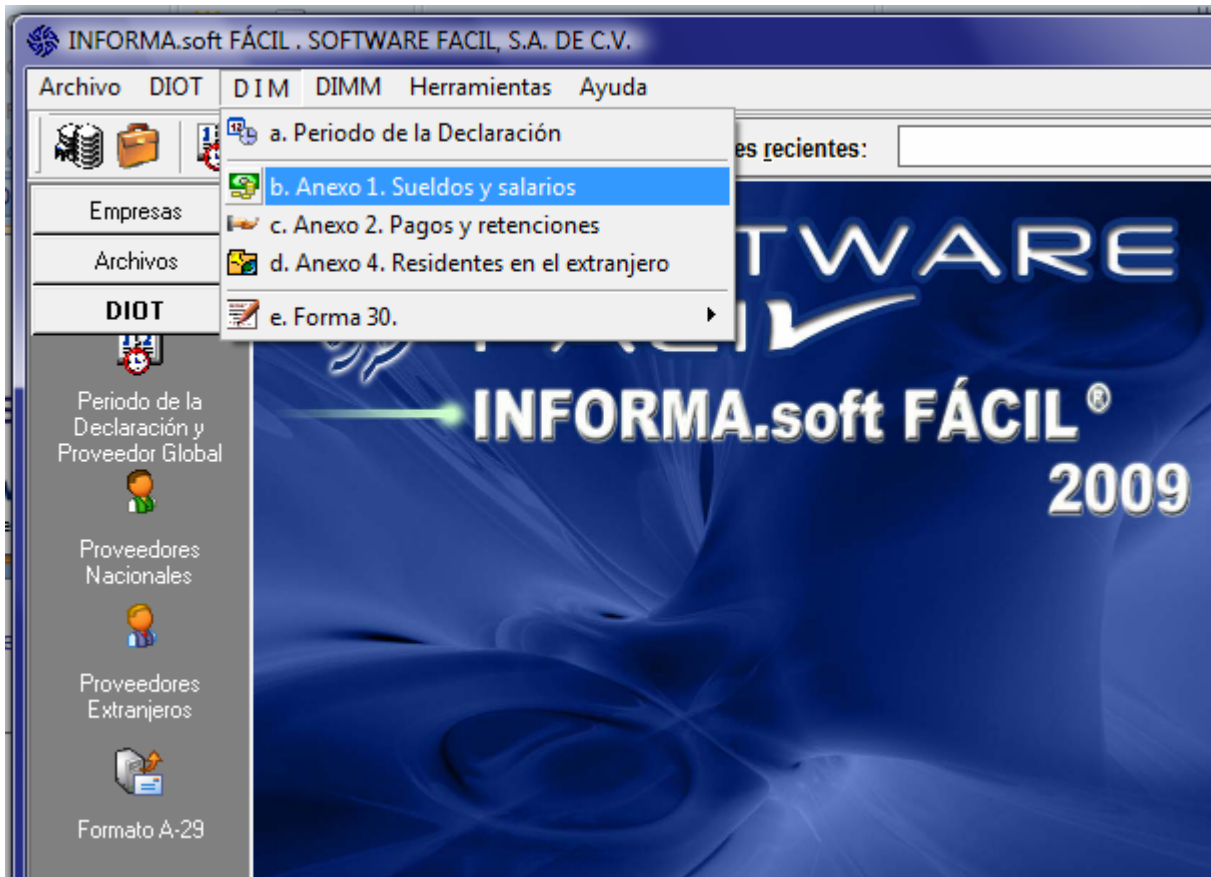 INFORMA.soft FÁCIL . SOFTWARE FACIL, S.A. DE C.V.
Archivo DIOT D I M DIMM Herramientas Ayuda
a. Periodo de la Declaración
es recientes:
b. Anexo 1. Sueldos y salarios
c. Anexo 2. Pagos y retenciones
d. Anexo 4. Residentes en el extranjero
e. Forma 30.
Empresas
Archivos
DIOT
Periodo de la
Declaración y
Proveedor Global
Proveedores
Nacionales
Proveedores
Extranjeros
Formato A-29
TWARE
INFORMA.soft FÁCIL ®
2009